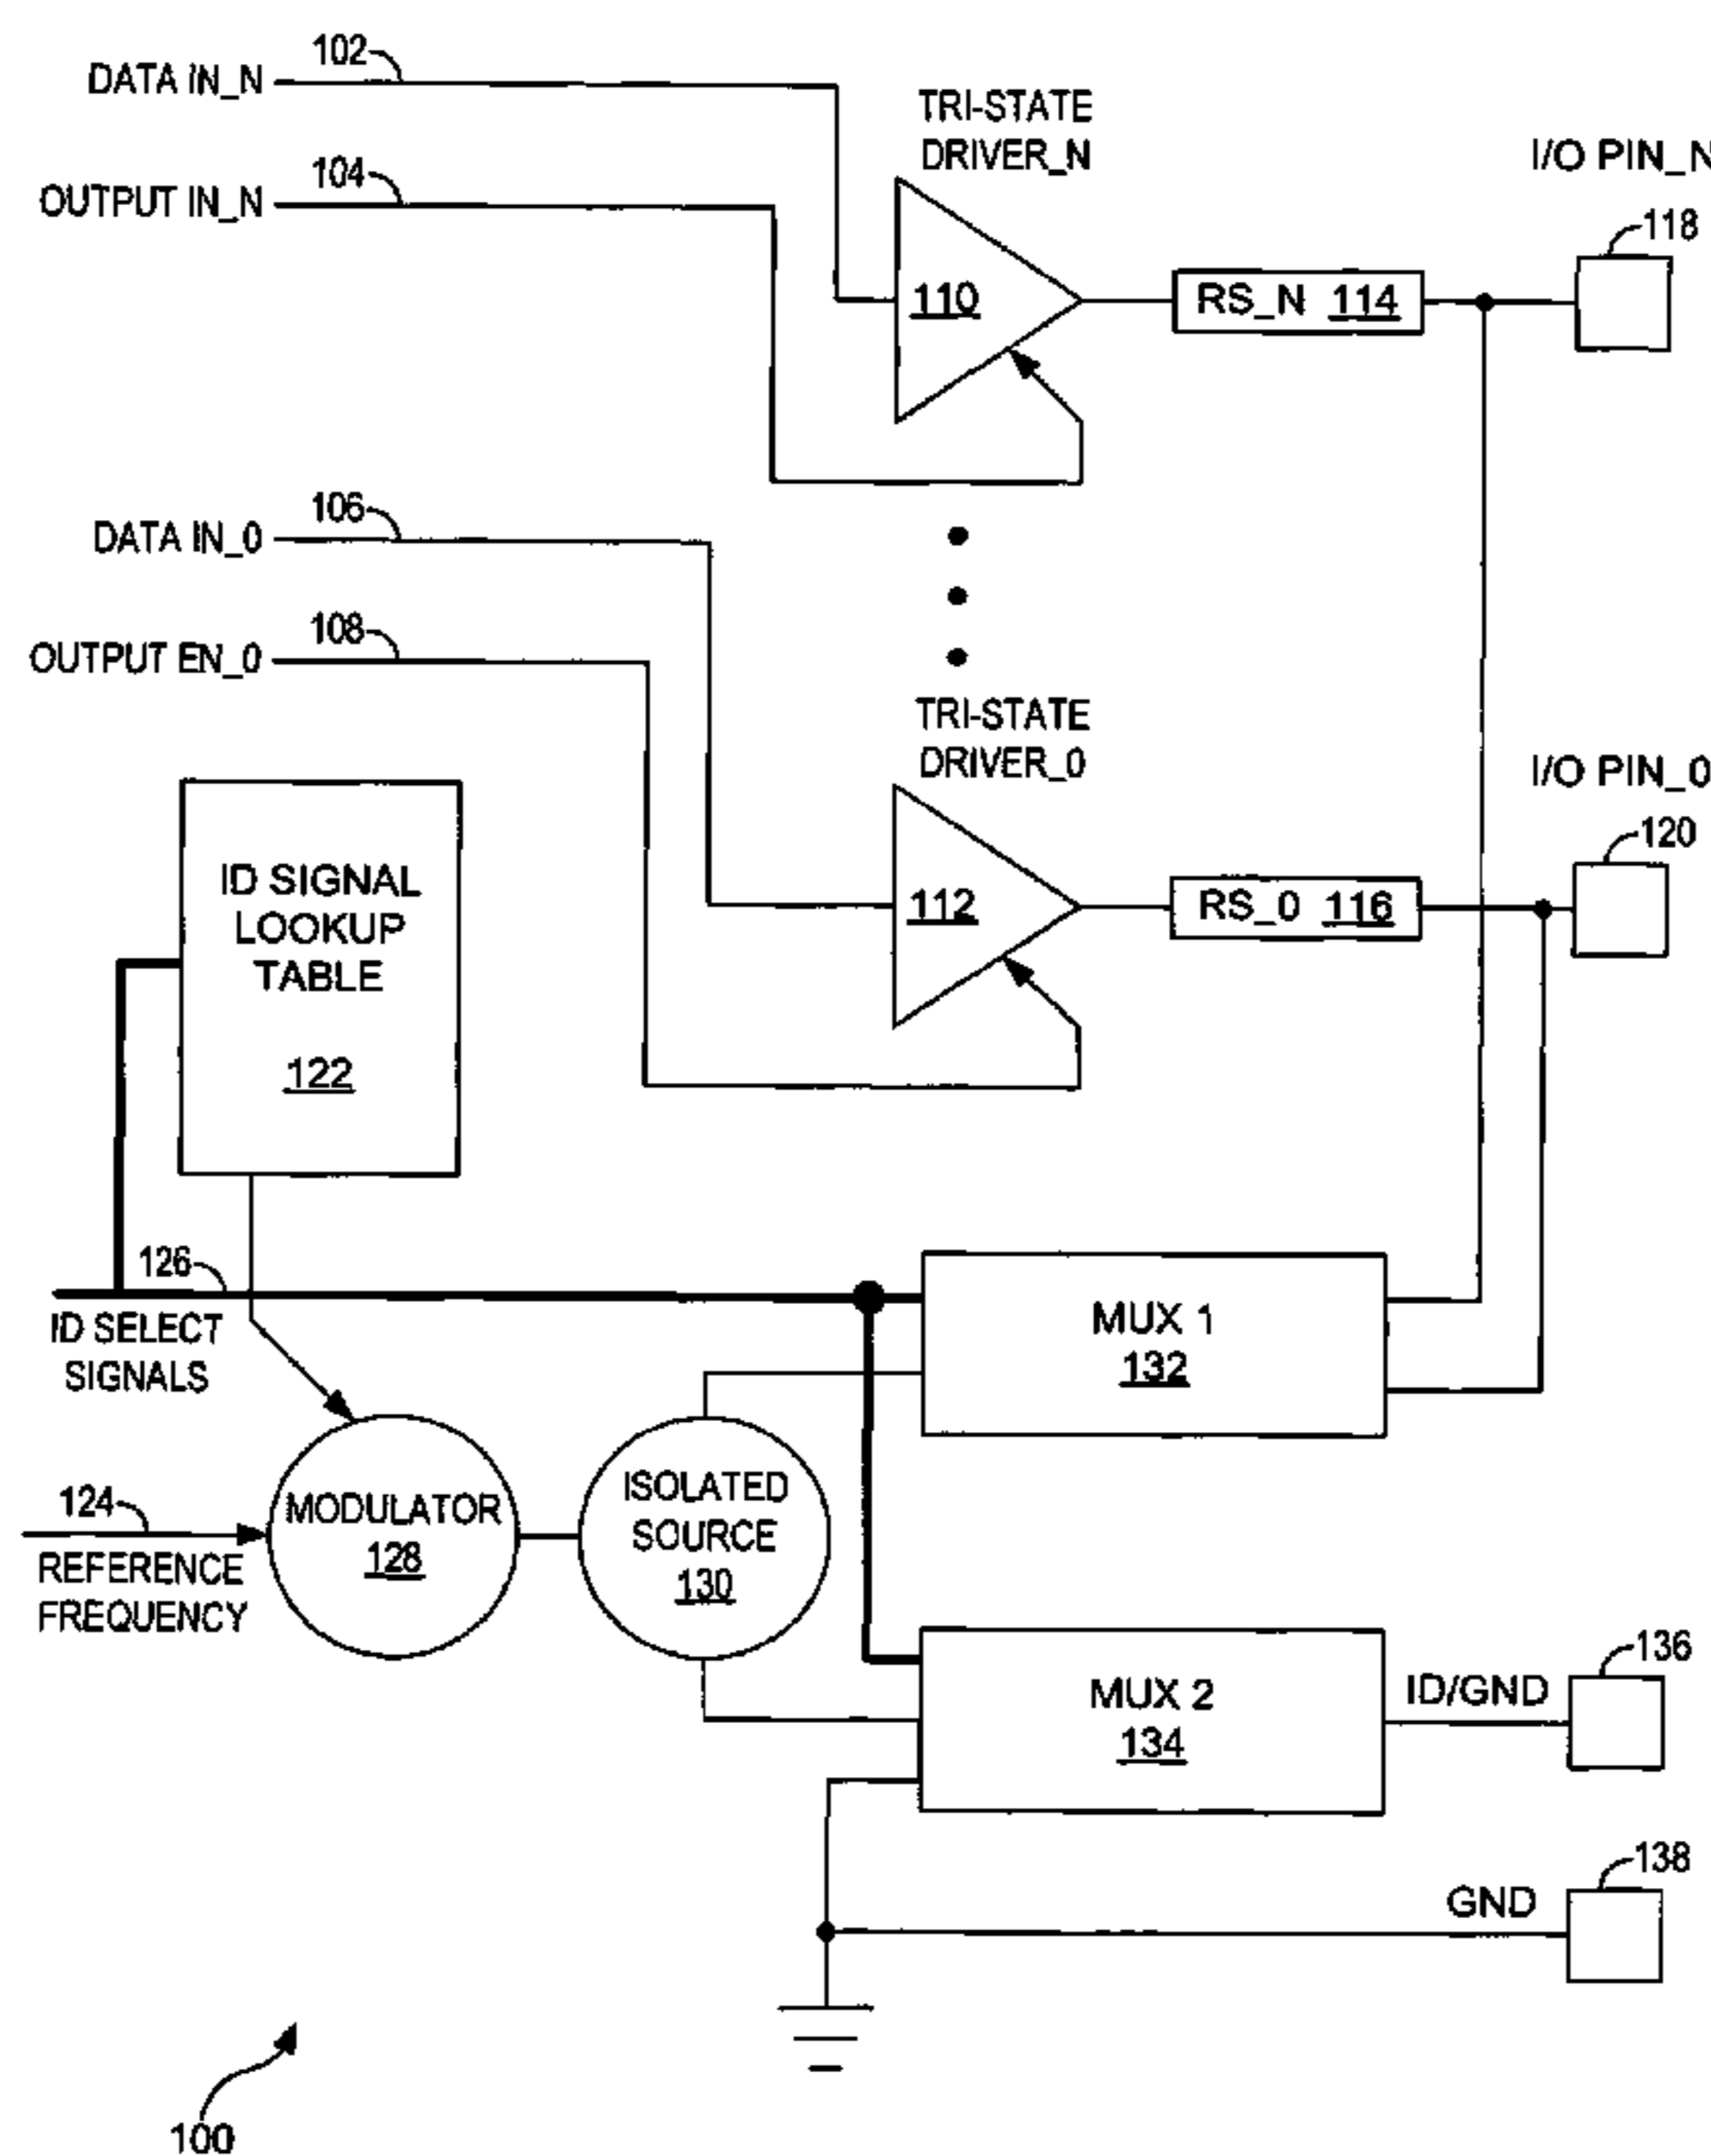 102
DATA IN_N
TRI-STATE
DRIVER_N
I/O PIN_N
104
OUTPUT IN_N
118
110
RS_N 114
106
DATA IN_0
108
OUTPUT EN_0
TRI-STATE
DRIVER_0
I/O PIN_0
120
ID SIGNAL
LOOKUP
TABLE
122
112
RS_0 116
126
ID SELECT
SIGNALS
MUX 1
132
124
REFERENCE
FREQUENCY
MODULATOR
128
ISOLATED
SOURCE
130
MUX 2
134
ID/GND
136
GND
138
100